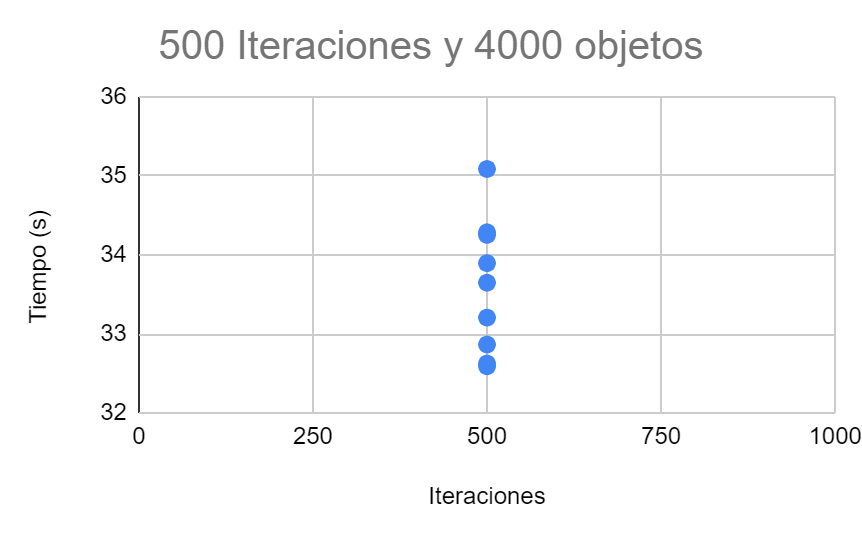 500 Iteraciones y 4000 objetos
36
35
34
33
32
Tiempo (s)
0 250 500 750 1000
Iteraciones